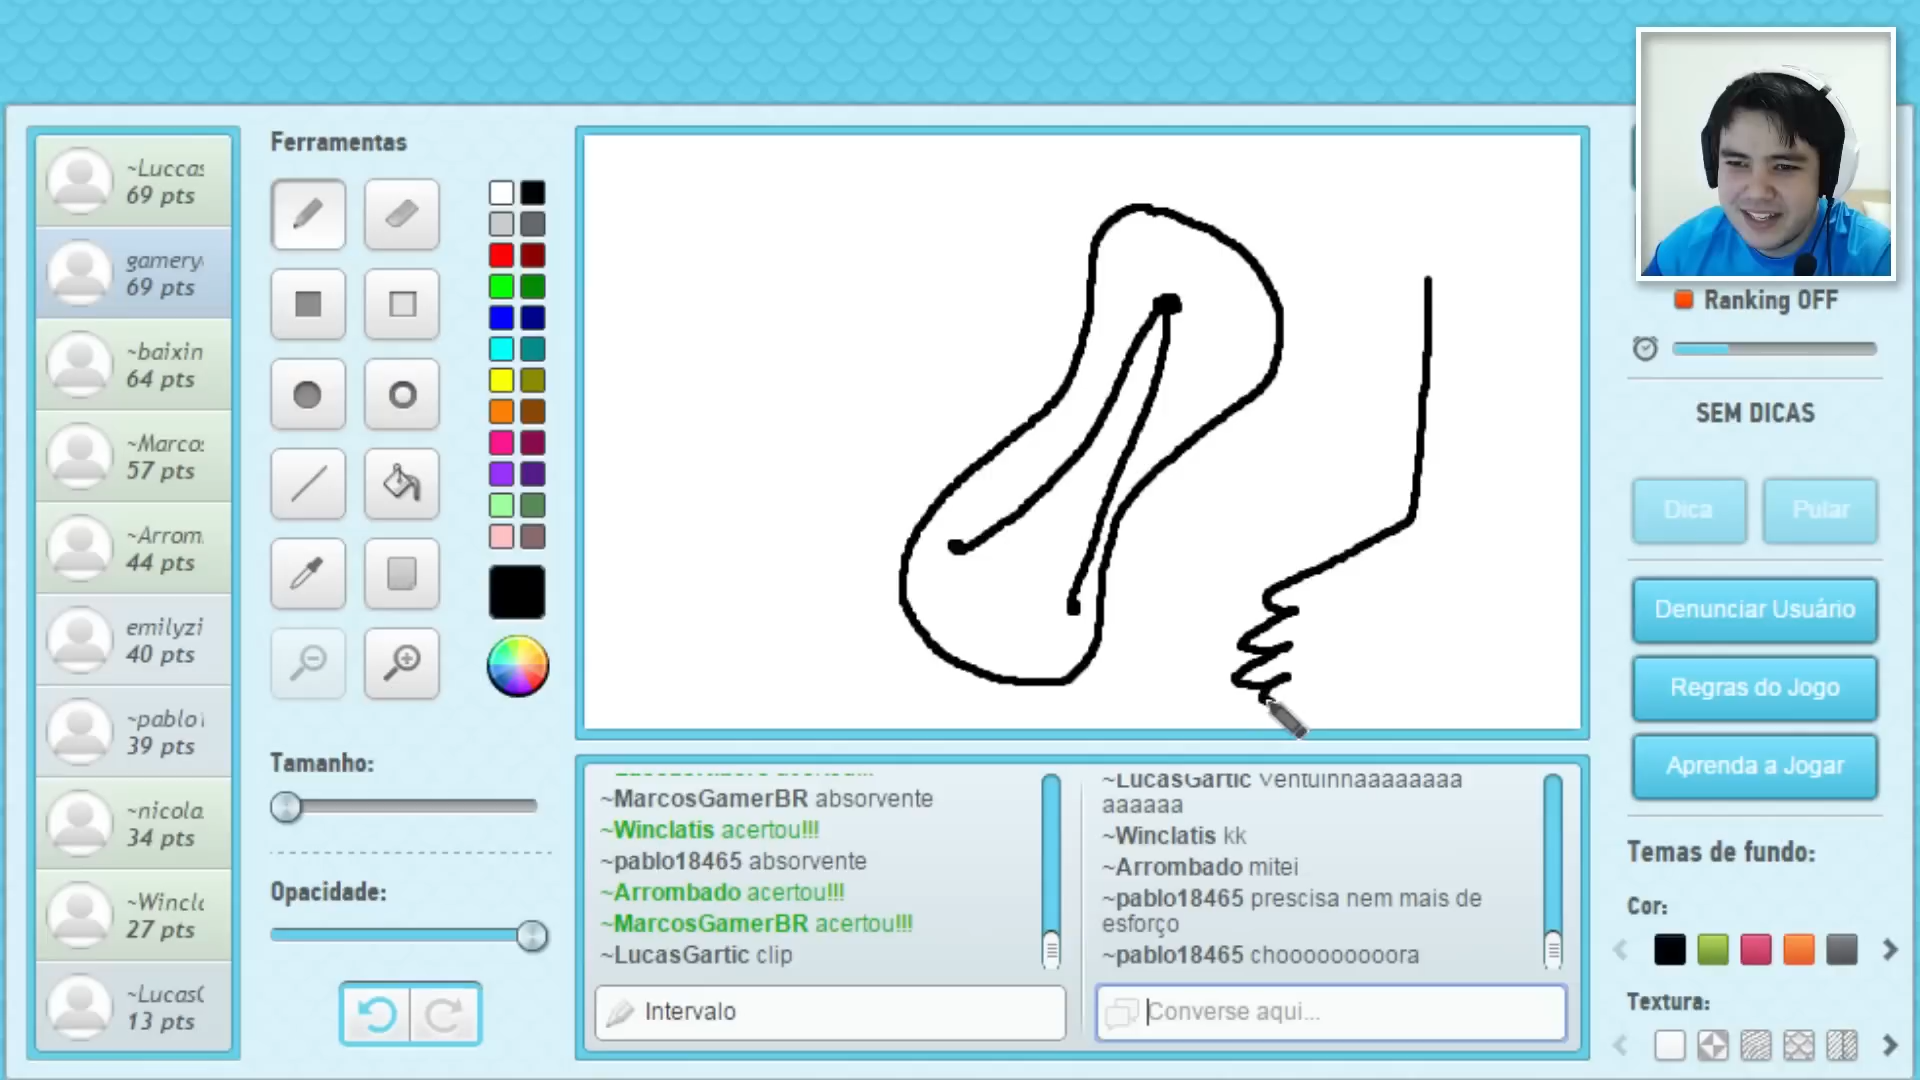 ~Luccas
69 pts
gamery
69 pts
~baixin
64 pts
~Marcos
57 pts
~Arrom
44 pts
emilyzi
40 pts
~pablo1
39 pts
~nicola
34 pts
~Wincla
27 pts
~LucasG
13 pts
Ferramentas
Tamanho:
Opacidade:
~MarcosGamerBR absorvente
~Winclatis acertou!!!
~pablo18465 absorvente
~Arrombado acertou!!!
~MarcosGamerBR acertou!!!
~LucasGartic clip
Intervalo
~LucasGartic ventuinhaaaaaaaa
aaaaaa
~Winclatis kk
~Arrombado mitei
~pablo18465 prescisa nem mais de
esforço
~pablo18465 chooooooooora
Converse aqui...
Ranking OFF
SEM DICAS
Dica
Pular
Denunciar Usuário
Regras do Jogo
Aprenda a Jogar
Temas de fundo:
Cor:
Textura: